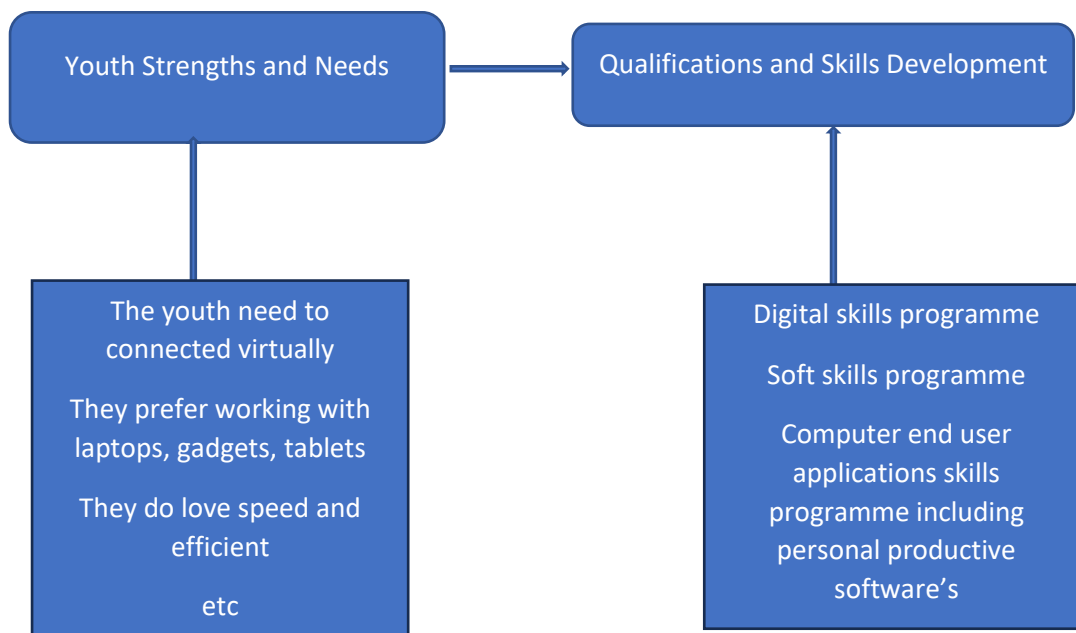 Youth Strengths and Needs
Qualifications and Skills Development
The youth need to
connected virtually
They prefer working with
laptops, gadgets, tablets
They do love speed and
efficient
etc
Digital skills programme
Soft skills programme
Computer end user
applications skills
programme including
personal productive
software’s